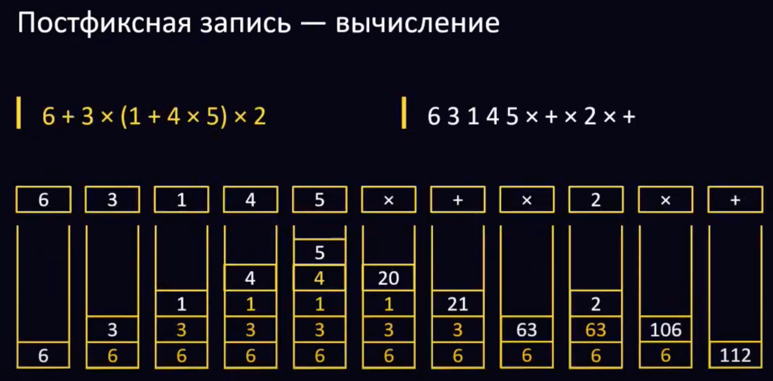 Постфиксная запись — вычисление
6 + 3 × (1 + 4 × 5) × 2
6 3 1 4 5 × + × 2 × +
6 3 1 4 5 × + × 2 × +
5
4 4 20
1 1 1 1 21 2
3 3 3 3 3 3 63 63 106
6 6 6 6 6 6 6 6 6 6 112